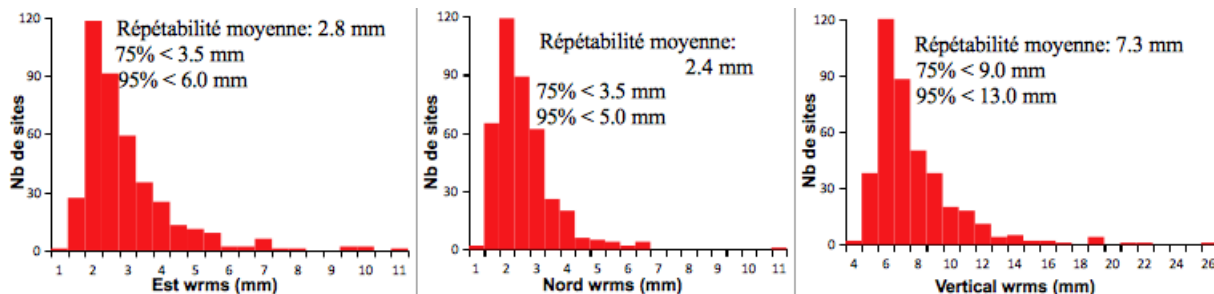 120
90
60
30
0
Nb de sites
Répétabilité moyenne: 2.8 mm
75% < 3.5 mm
95% < 6.0 mm
1 2 3 4 5 6 7 8 9 10 11
Est wrms (mm)
120
90
60
30
0
Nb de sites
Répétabilité moyenne:
2.4 mm
75% < 3.5 mm
95% < 5.0 mm
1 2 3 4 5 6 7 8 9 10 11
Nord wrms (mm)
120
90
60
30
0
Nb de sites
Répétabilité moyenne: 7.3 mm
75% < 9.0 mm
95% < 13.0 mm
4 6 8 10 12 14 16 18 20 22 24 26
Vertical wrms (mm)